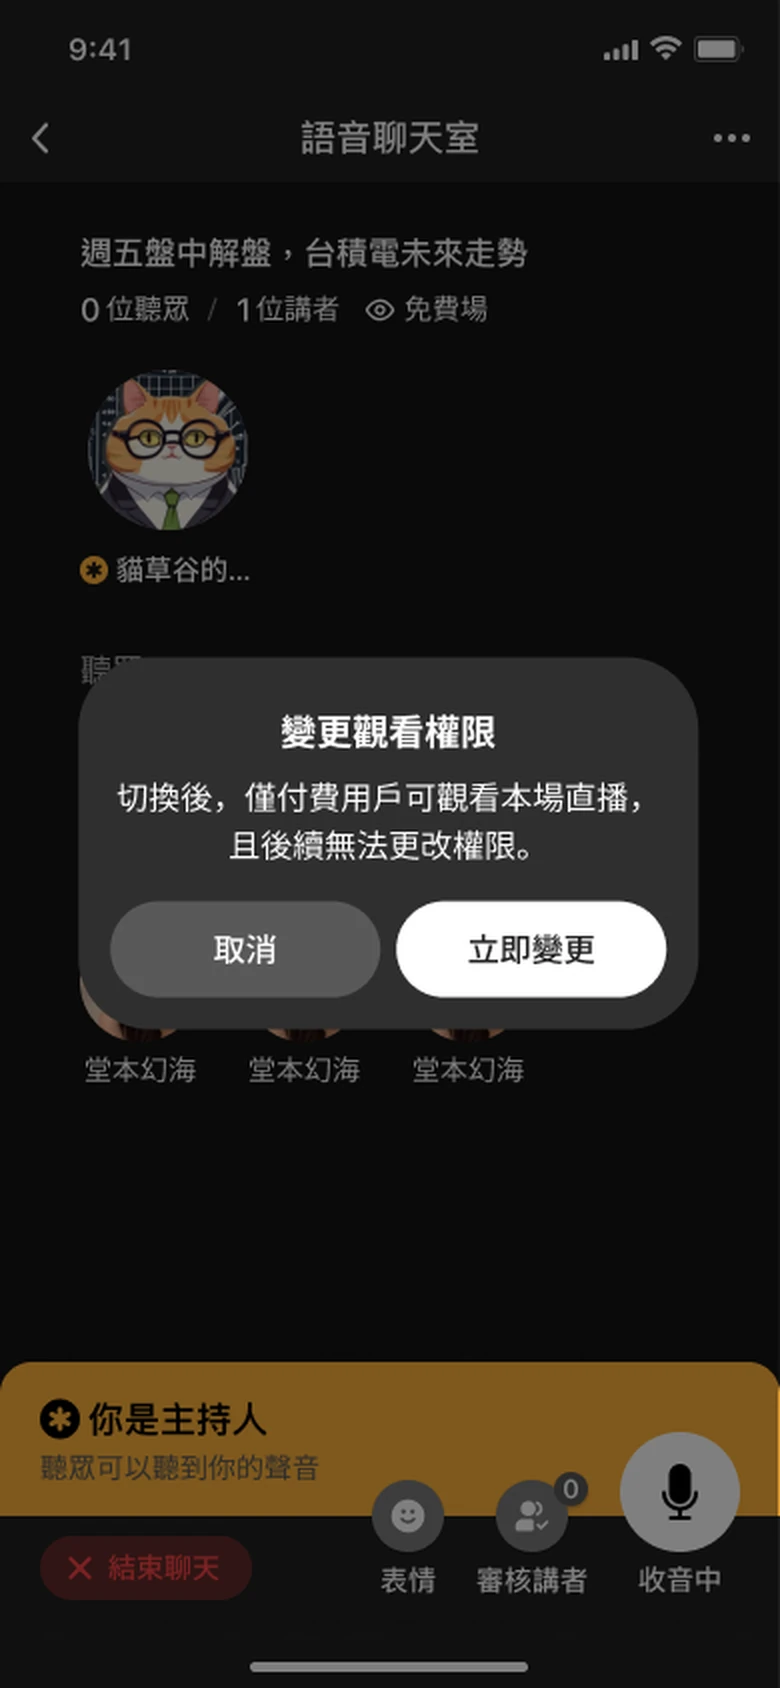 9:41
語音聊天室
週五盤中解盤，台積電未來走勢
0 位聽眾 / 1 位講者 免費場
貓草谷的...
變更觀看權限
切換後，僅付費用戶可觀看本場直播，
且後續無法更改權限。
取消 立即變更
堂本幻海 堂本幻海 堂本幻海
你是主持人
聽眾可以聽到你的聲音
0
結束聊天 表情 審核講者 收音中